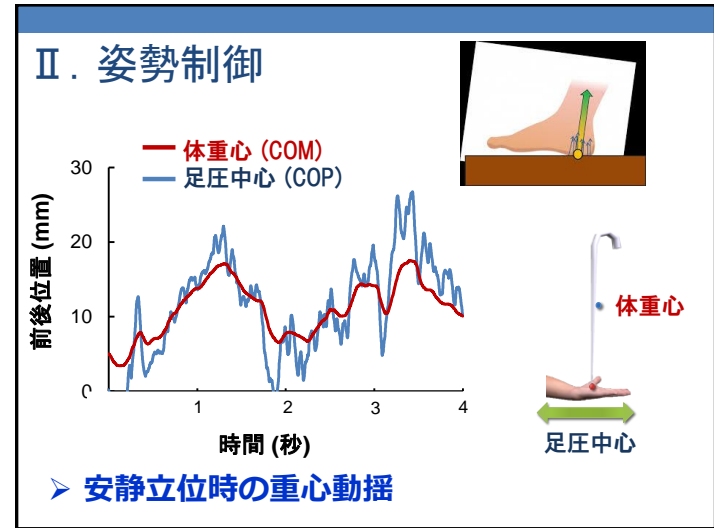 Ⅱ. 姿勢制御
体重心 (COM)
足圧中心 (COP)
30
20
10
0
前後位置 (mm)
1
2
3
4
時間 (秒)
体重心
足圧中心
➢ 安静立位時の重心動揺